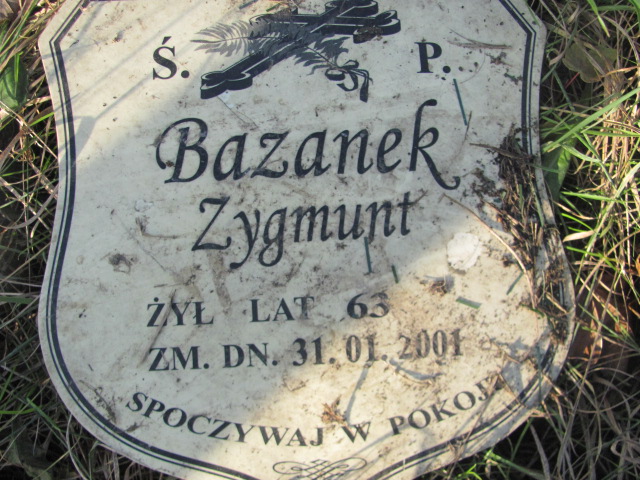 Ś. P.
Bazanek
Zygmunt
ŻYŁ LAT 63
ZM. DN. 31.01.2001
SPOCZYWAJ W POKOJU